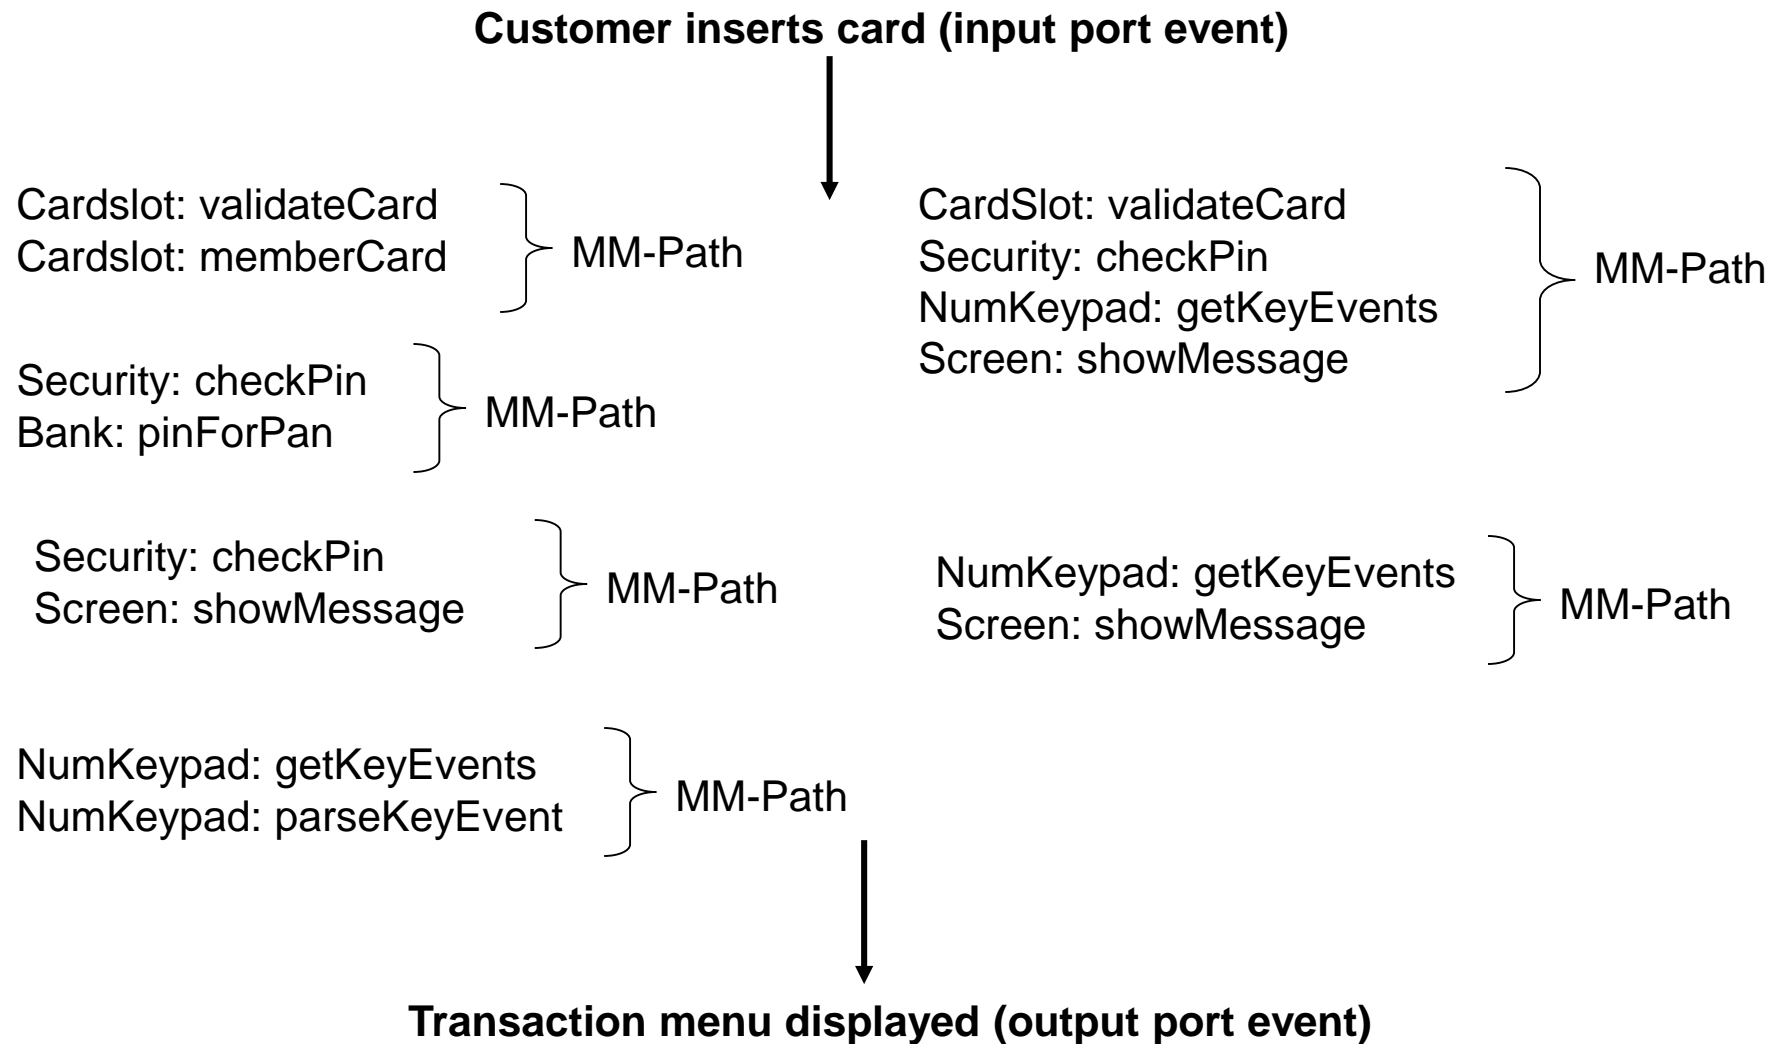 Customer inserts card (input port event)
Cardslot: validateCard
Cardslot: memberCard
MM-Path
CardSlot: validateCard
Security: checkPin
NumKeypad: getKeyEvents
Screen: showMessage
MM-Path
Security: checkPin
Bank: pinForPan
MM-Path
Security: checkPin
Screen: showMessage
MM-Path
NumKeypad: getKeyEvents
Screen: showMessage
MM-Path
NumKeypad: getKeyEvents
NumKeypad: parseKeyEvent
MM-Path
Transaction menu displayed (output port event)